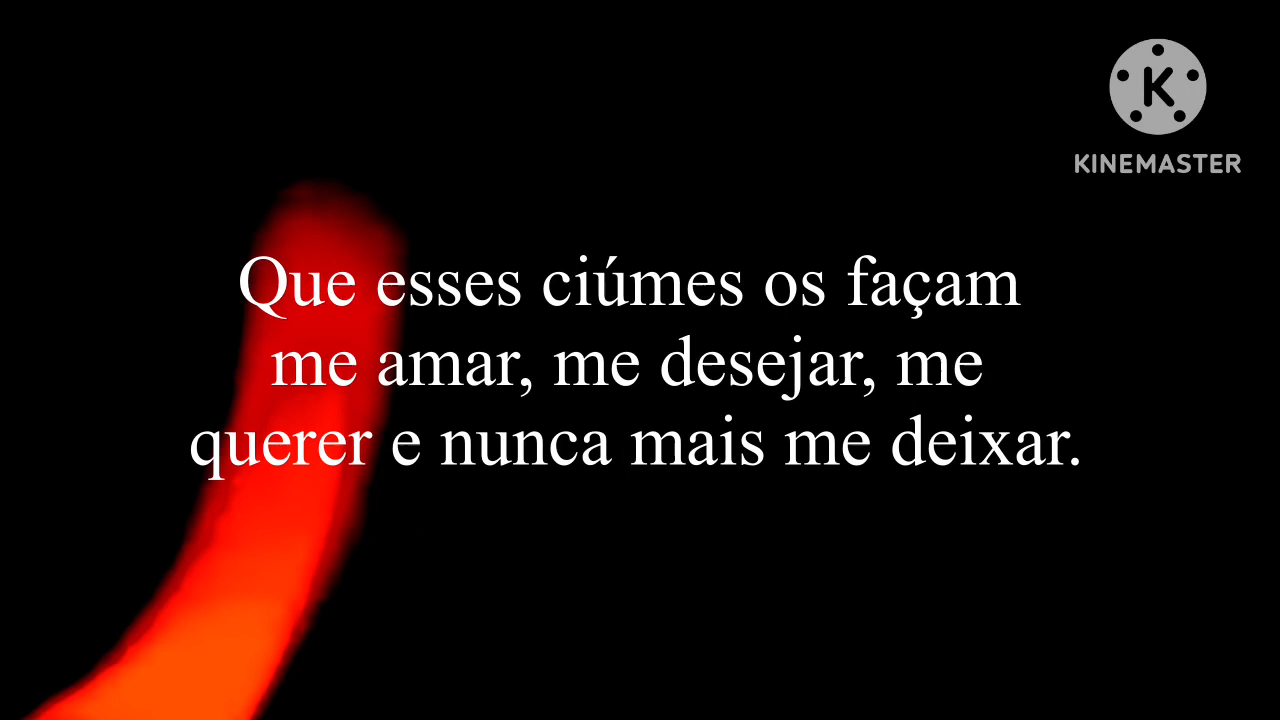 K
KINEMASTER
Que esses ciúmes os façam
me amar, me desejar, me
querer e nunca mais me deixar.